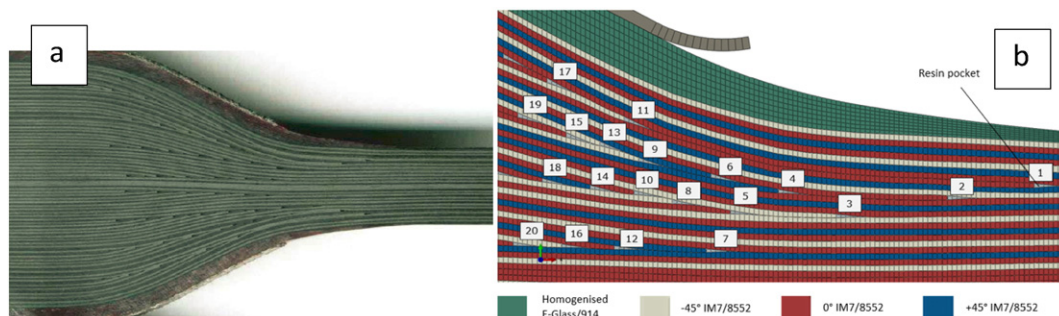 a
b
Resin pocket
17
19
11
15
13
9
6
4
1
2
18
14
10
8
5
3
20
16
12
7
Homogenised
E-Glass/914
-45° IM7/8552
0° IM7/8552
+45° IM7/8552